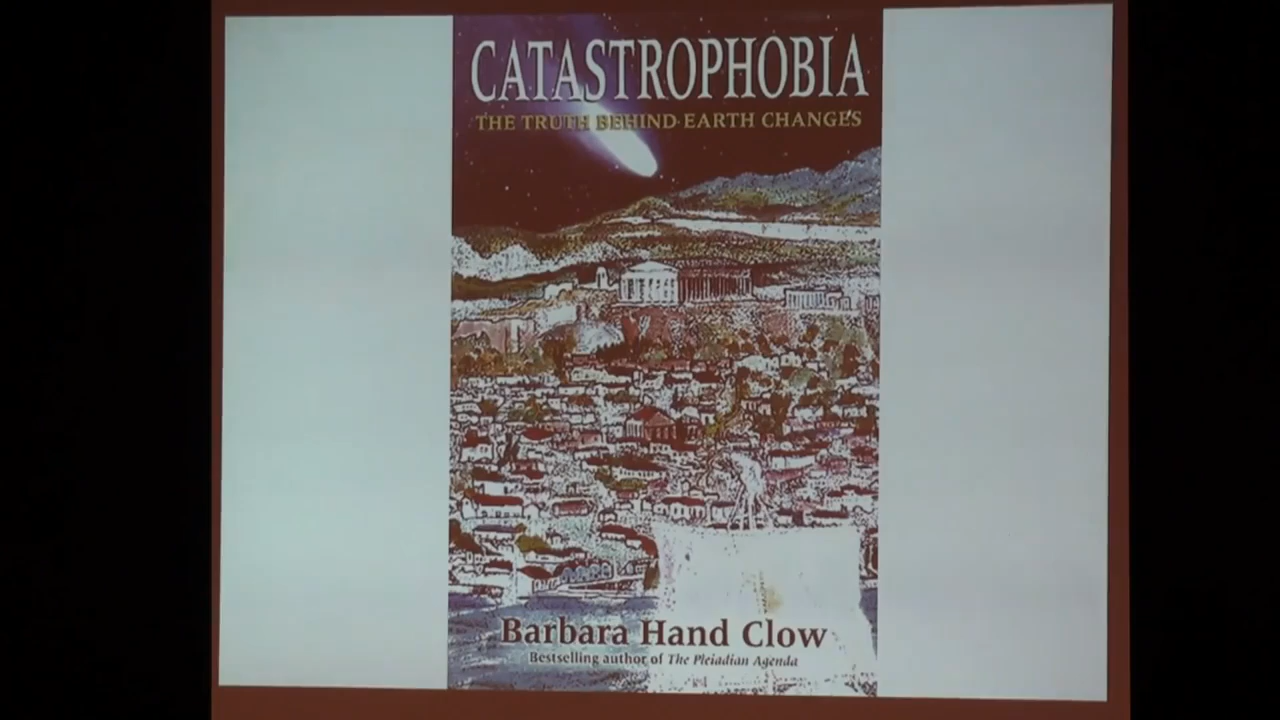 CATASTROPHOBIA
THE TRUTH BEHIND EARTH CHANGES
Barbara Hand Clow
Bestselling author of The Pleiadian Agenda